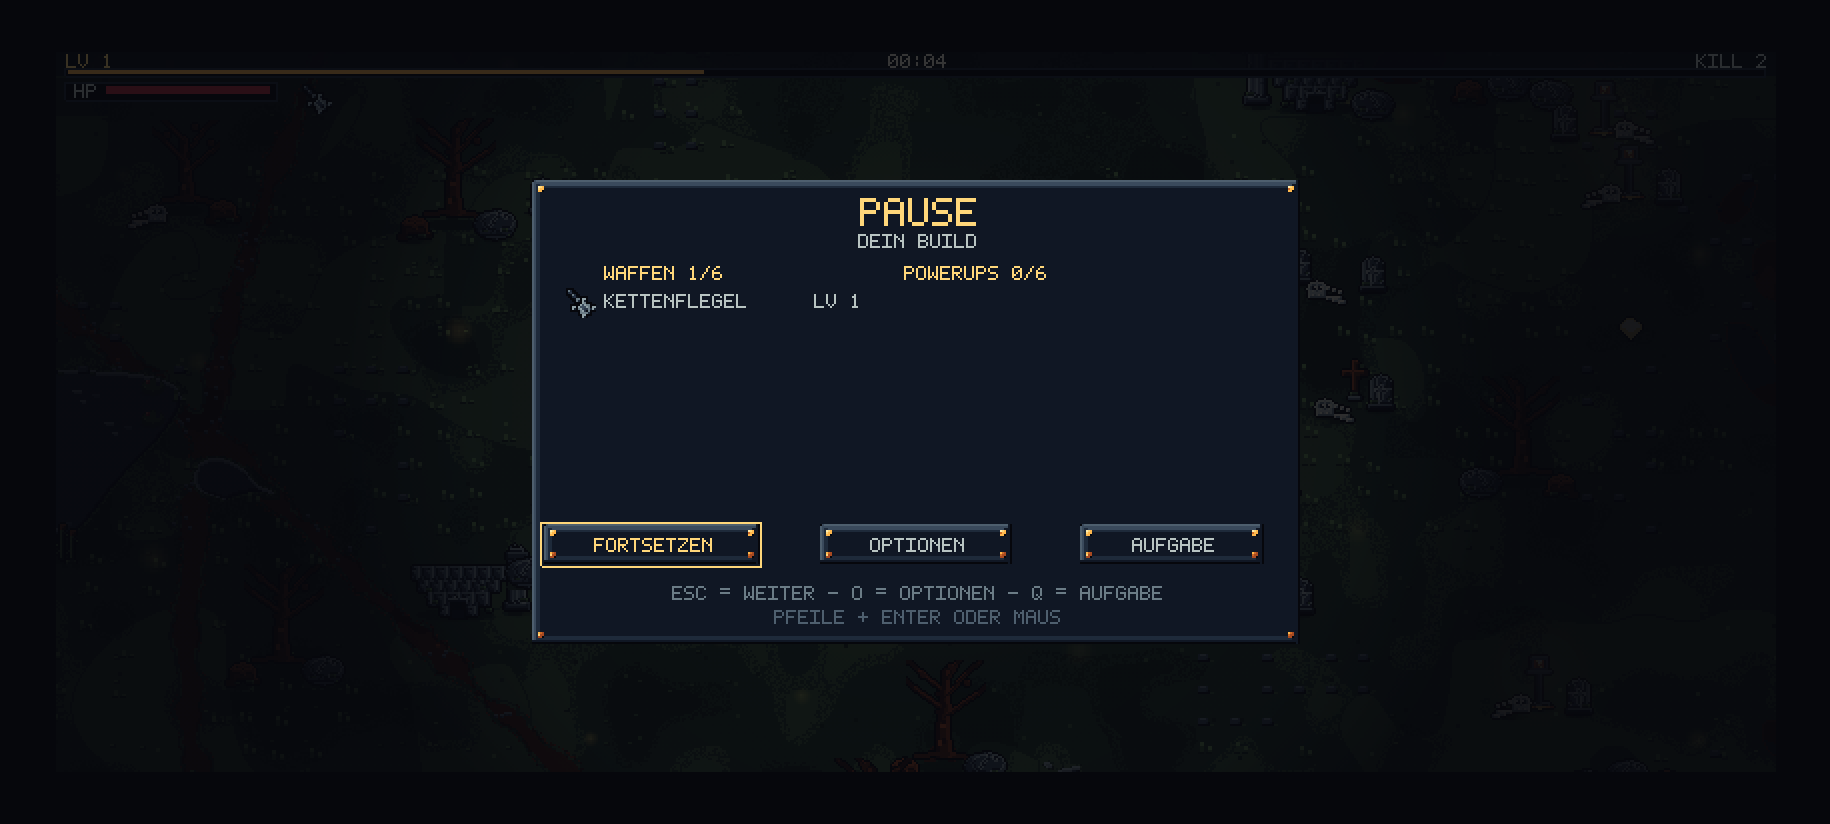 LV 1 00:04 KILL 2
HP
PAUSE
DEIN BUILD
WAFFEN 1/6 POWERUPS 0/6
KETTENFLEGEL LV 1
FORTSETZEN OPTIONEN AUFGABE
ESC = WEITER - O = OPTIONEN - Q = AUFGABE
PFEILE + ENTER ODER MAUS